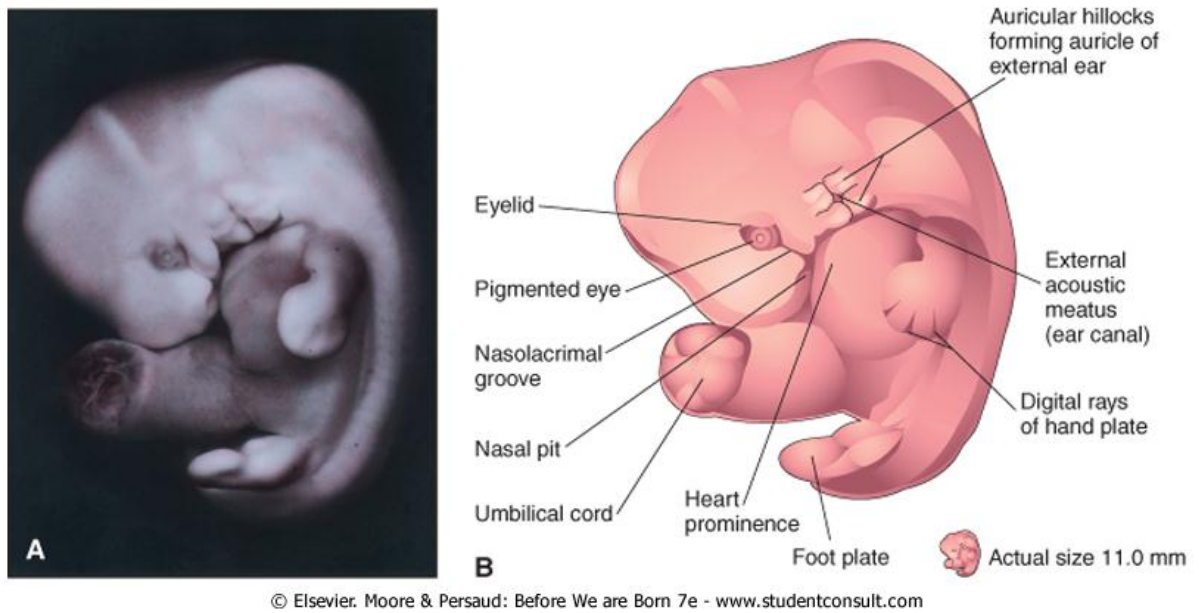 Auricular hillocks
forming auricle of
external ear
Eyelid
Pigmented eye
Nasolacrimal
groove
Nasal pit
Umbilical cord
Heart
prominence
Foot plate
External
acoustic
meatus
(ear canal)
Digital rays
of hand plate
A
B
Actual size 11.0 mm
© Elsevier. Moore & Persaud: Before We are Born 7e - www.studentconsult.com